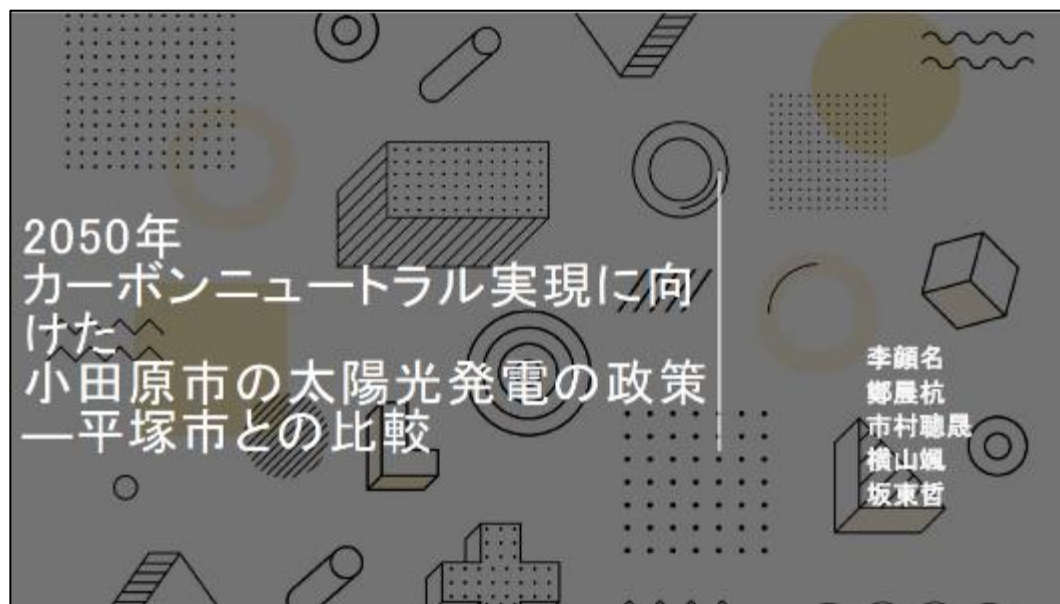 2050年
カーボンニュートラル実現に向
けた
小田原市の太陽光発電の政策
―平塚市との比較
李顔名
鄭晨杭
市村聴晟
横山颯
坂東哲